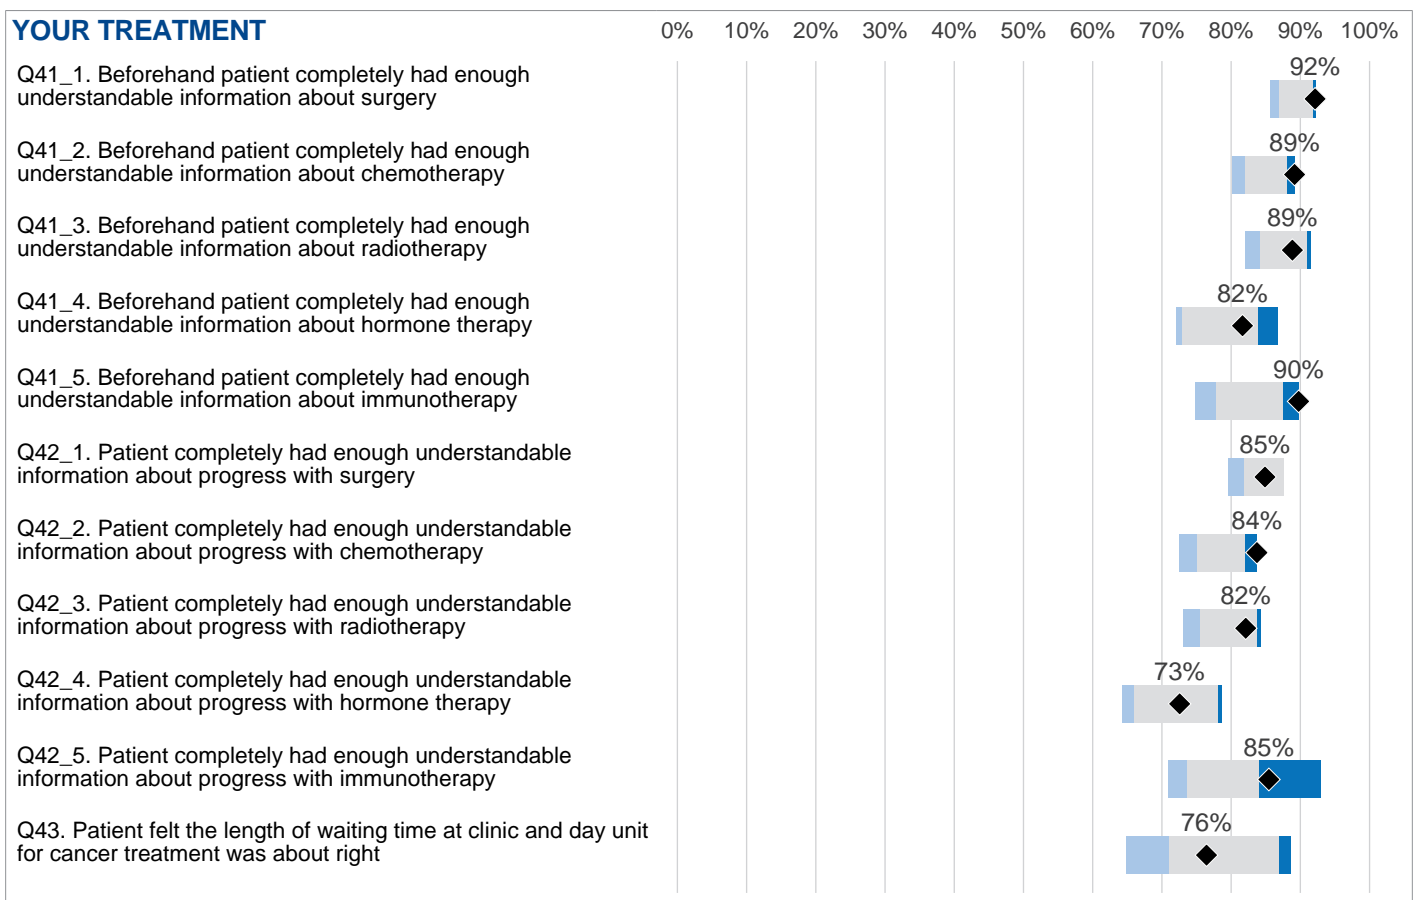 YOUR TREATMENT
0% 10% 20% 30% 40% 50% 60% 70% 80% 90% 100%
Q41_1. Beforehand patient completely had enough
understandable information about surgery
92%
Q41_2. Beforehand patient completely had enough
understandable information about chemotherapy
89%
Q41_3. Beforehand patient completely had enough
understandable information about radiotherapy
89%
Q41_4. Beforehand patient completely had enough
understandable information about hormone therapy
82%
Q41_5. Beforehand patient completely had enough
understandable information about immunotherapy
90%
Q42_1. Patient completely had enough understandable
information about progress with surgery
85%
Q42_2. Patient completely had enough understandable
information about progress with chemotherapy
84%
Q42_3. Patient completely had enough understandable
information about progress with radiotherapy
82%
Q42_4. Patient completely had enough understandable
information about progress with hormone therapy
73%
Q42_5. Patient completely had enough understandable
information about progress with immunotherapy
85%
Q43. Patient felt the length of waiting time at clinic and day unit
for cancer treatment was about right
76%